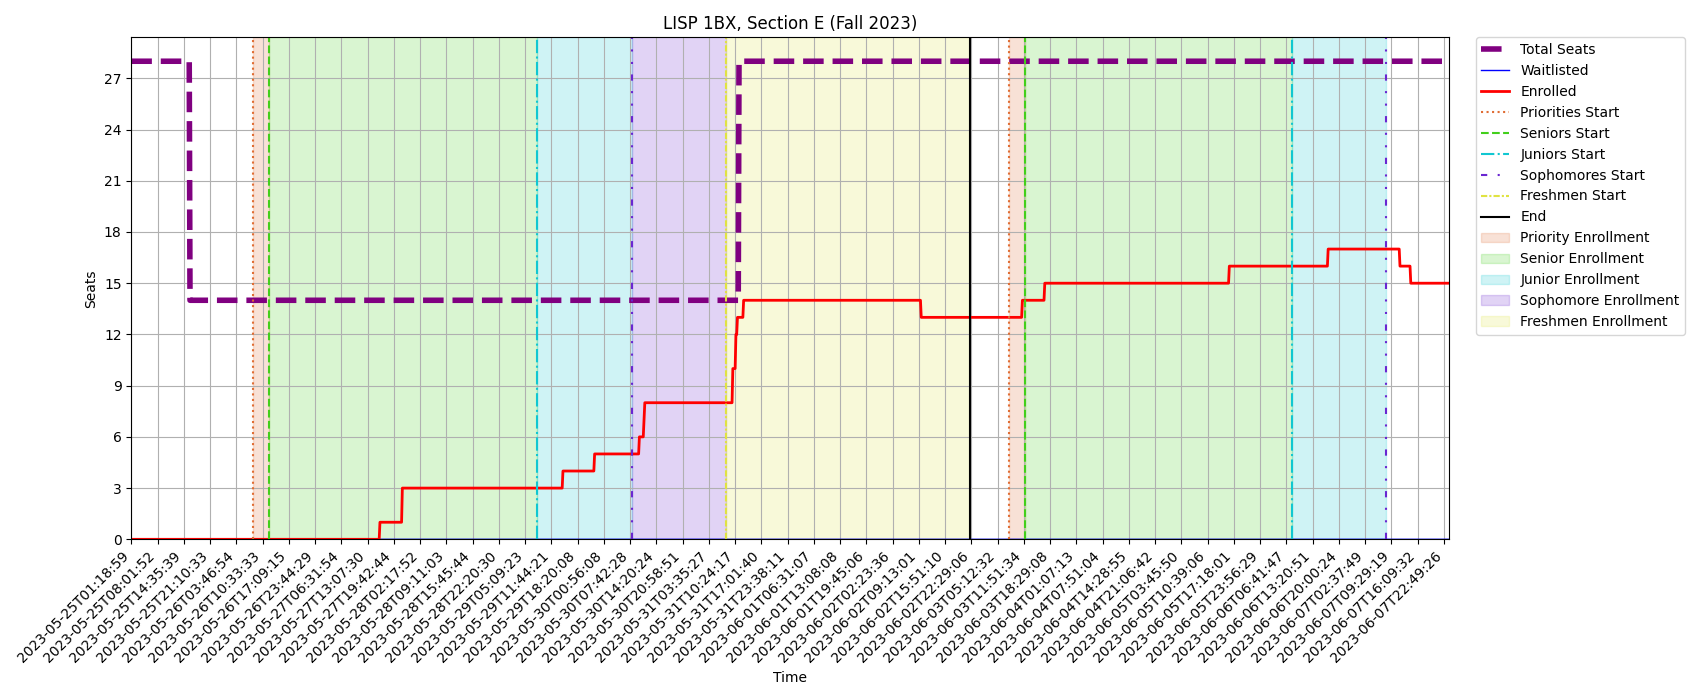 LISP 1BX, Section E (Fall 2023)
Seats
27
24
21
18
15
12
9
6
3
0
2023-05-25T01:18:59
2023-05-25T08:01:52
2023-05-25T14:35:39
2023-05-25T21:10:33
2023-05-26T03:46:54
2023-05-26T10:33:33
2023-05-26T17:09:15
2023-05-26T23:44:29
2023-05-27T06:31:54
2023-05-27T13:07:30
2023-05-27T19:42:44
2023-05-28T02:17:52
2023-05-28T09:11:03
2023-05-28T15:45:44
2023-05-28T22:20:30
2023-05-29T05:09:23
2023-05-29T11:44:21
2023-05-29T18:20:08
2023-05-30T00:56:08
2023-05-30T07:42:28
2023-05-30T14:20:24
2023-05-30T20:58:51
2023-05-31T03:35:27
2023-05-31T10:24:17
2023-05-31T17:01:40
2023-05-31T23:38:11
2023-06-01T06:31:07
2023-06-01T13:08:08
2023-06-01T19:45:06
2023-06-02T02:23:36
2023-06-02T09:13:01
2023-06-02T15:51:10
2023-06-02T22:29:06
2023-06-03T05:12:32
2023-06-03T11:51:34
2023-06-03T18:29:08
2023-06-04T01:07:13
2023-06-04T07:51:04
2023-06-04T14:28:55
2023-06-04T21:06:42
2023-06-05T03:45:50
2023-06-05T10:39:06
2023-06-05T17:18:01
2023-06-05T23:56:29
2023-06-06T06:41:47
2023-06-06T13:20:51
2023-06-06T20:00:24
2023-06-07T02:37:49
2023-06-07T09:29:19
2023-06-07T16:09:32
2023-06-07T22:49:26
Time
Total Seats
Waitlisted
Enrolled
Priorities Start
Seniors Start
Juniors Start
Sophomores Start
Freshmen Start
End
Priority Enrollment
Senior Enrollment
Junior Enrollment
Sophomore Enrollment
Freshmen Enrollment